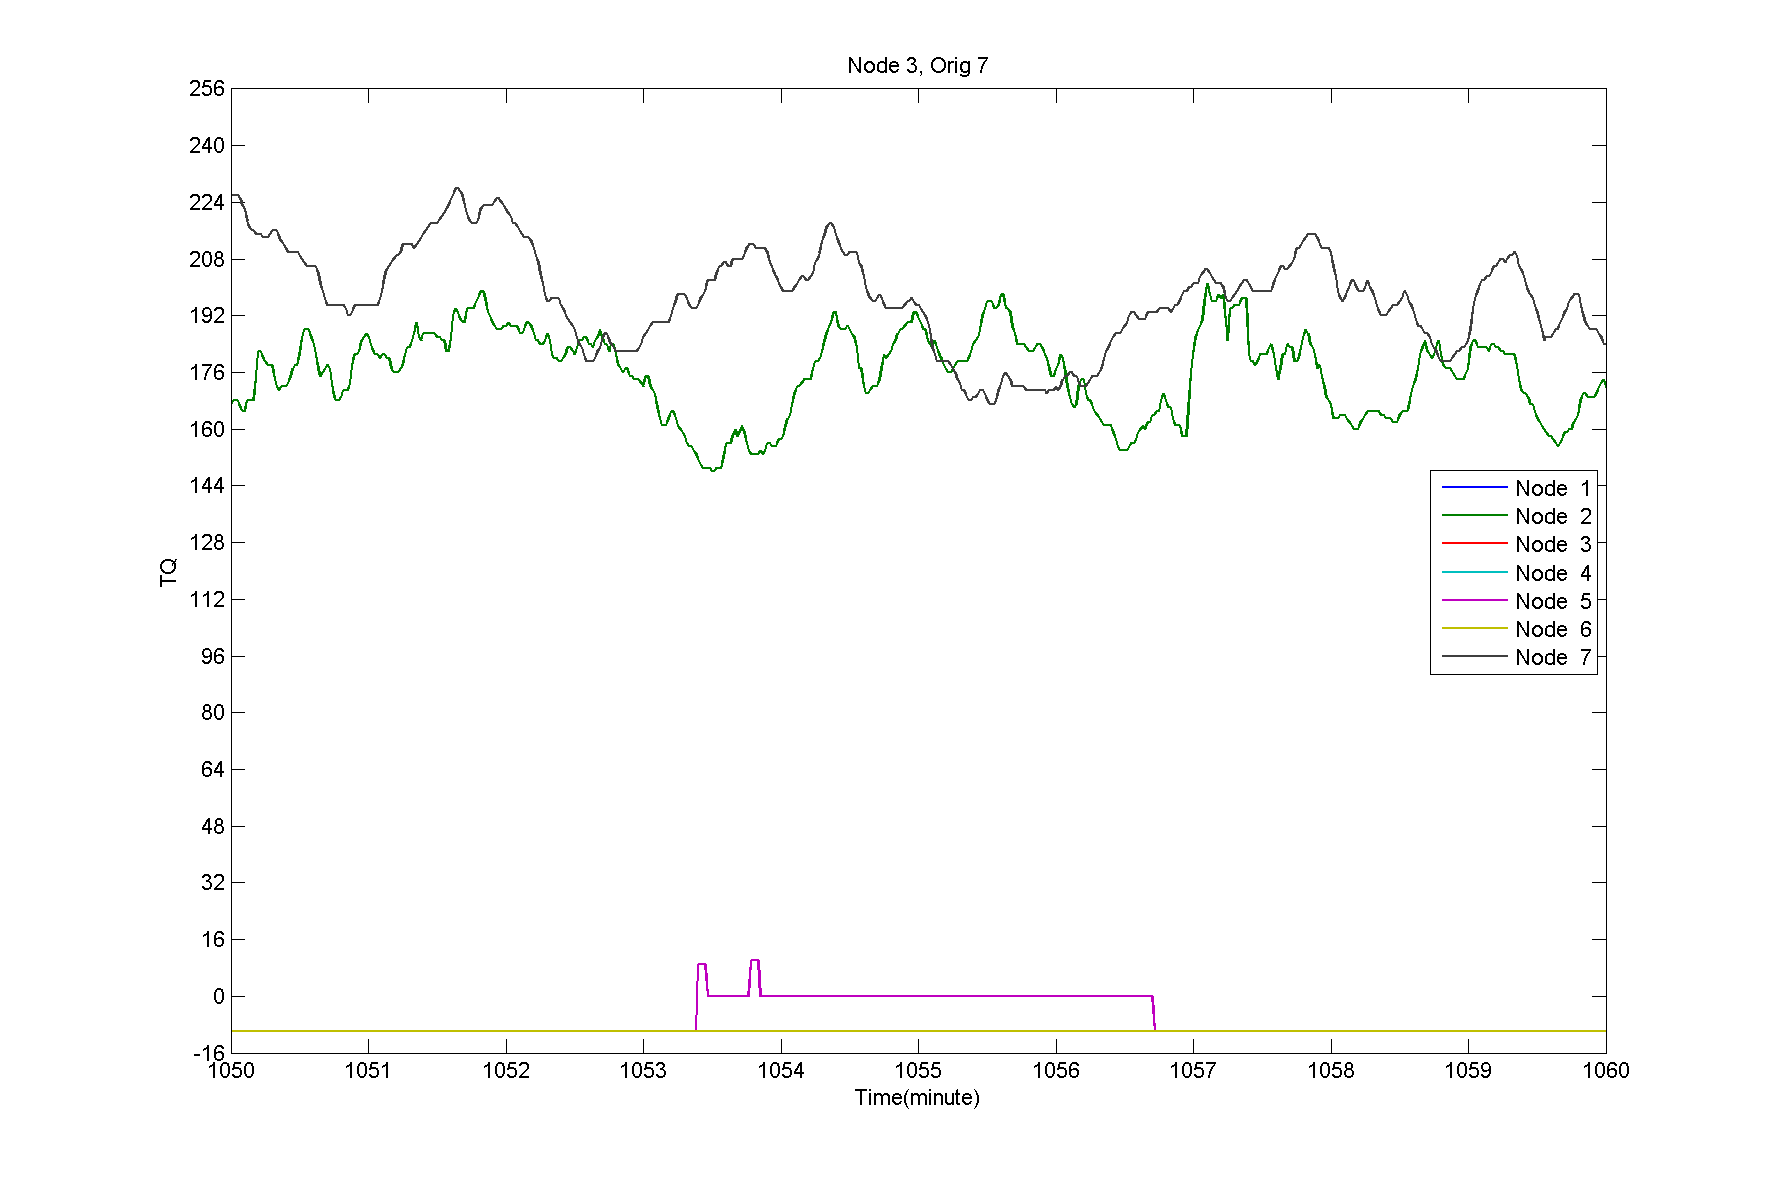 Node 3, Orig 7
256
240
224
208
192
176
160
144
128
112
96
80
64
48
32
16
0
-16
TQ
Node 1
Node 2
Node 3
Node 4
Node 5
Node 6
Node 7
1050 1051 1052 1053 1054 1055 1056 1057 1058 1059 1060
Time(minute)